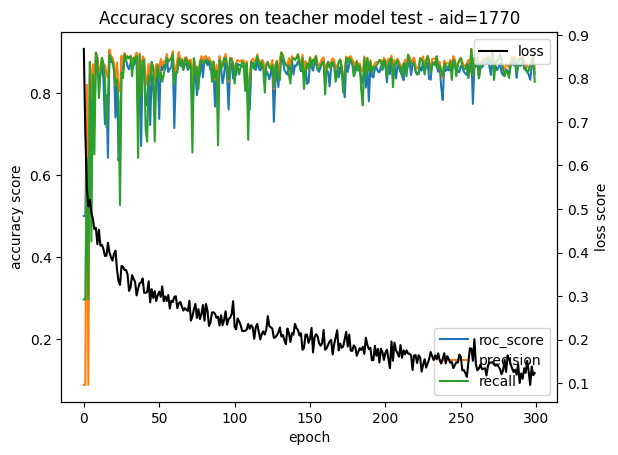 Accuracy scores on teacher model test - aid=1770
accuracy score
0.8
0.6
0.4
0.2
loss
0.9
0.8
0.7
0.6
0.5
0.4
0.3
0.2
0.1
loss score
roc_score
precision
recall
0
50
100
150
200
250
300
epoch